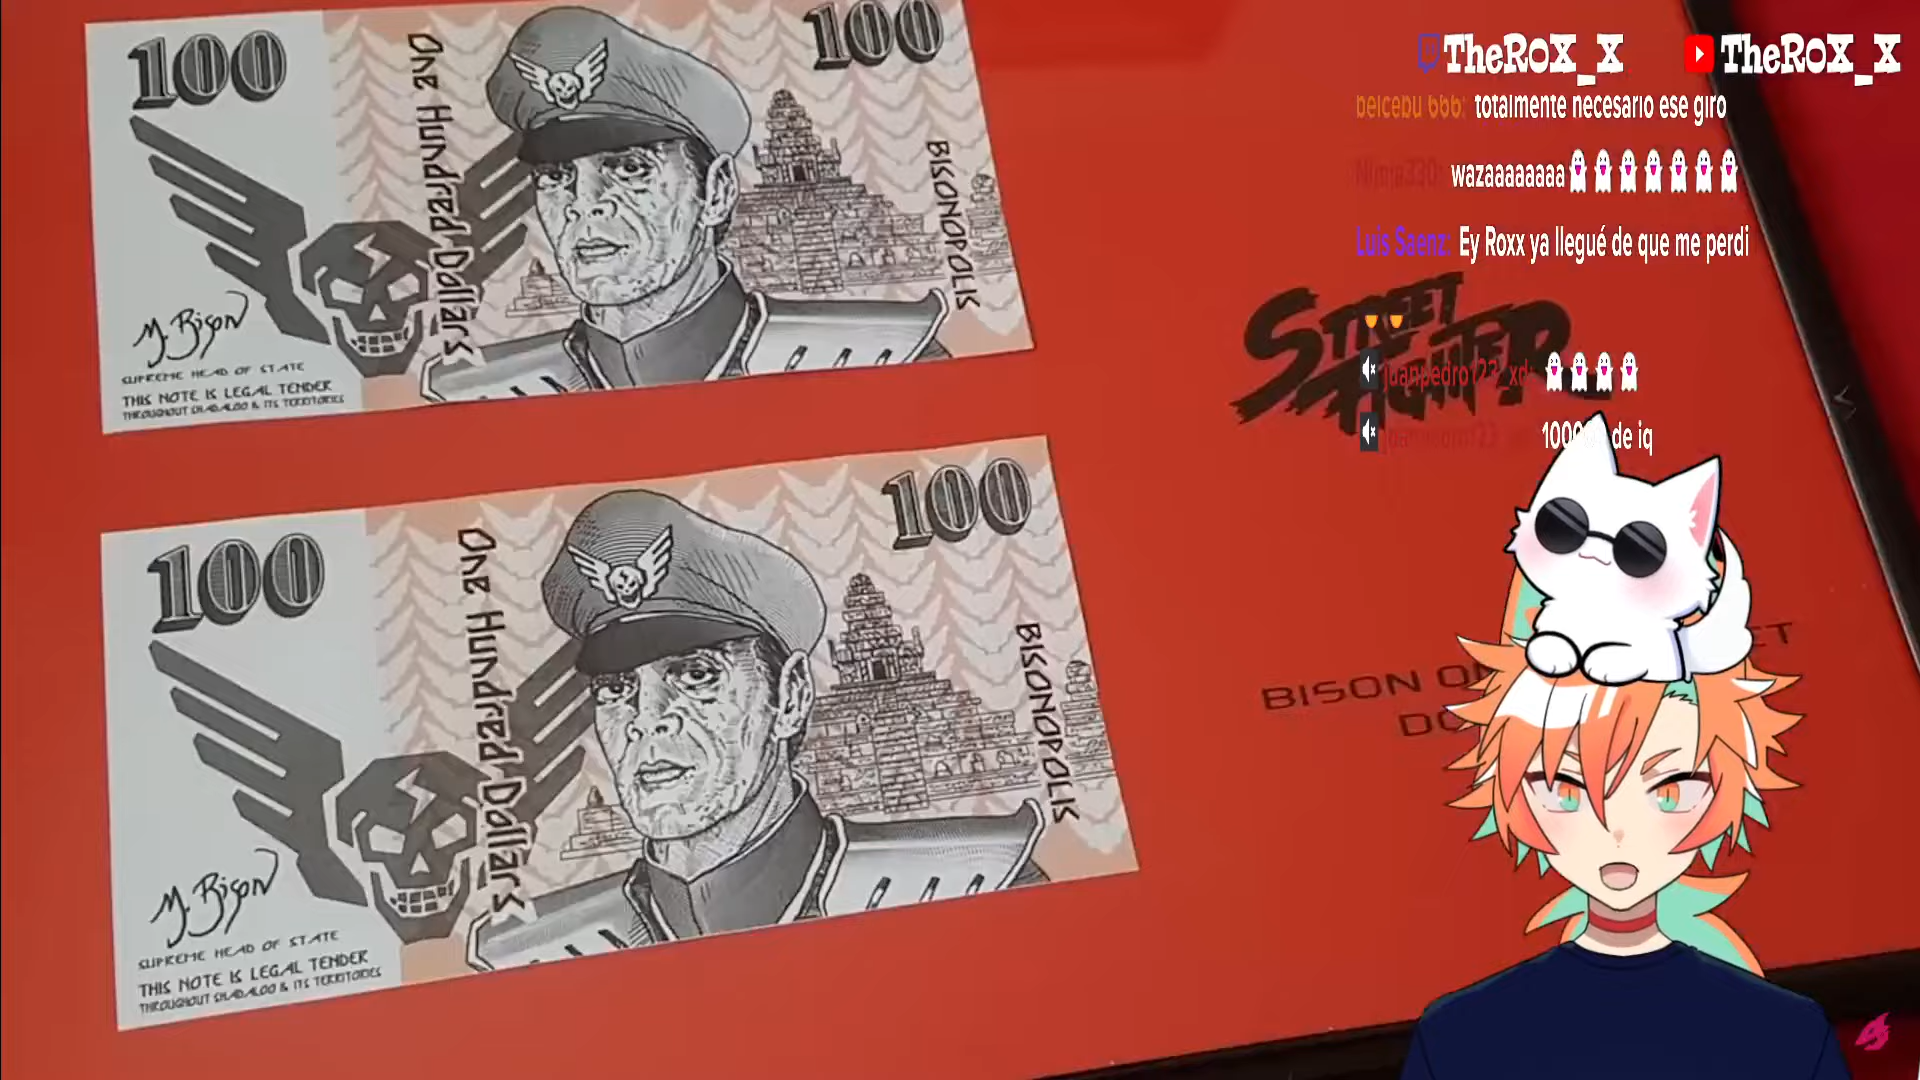 TheRoX_X
TheRoX_X
belcebu 666: totalmente necesario ese giro
wazaaaaaaaa
Luis Saenz: Ey Roxx ya llegué de que me perdi
juanpedro123_xd:
de iq
100
100
One Hundred Dollars
BISONOPOLIS
M. Bison
SUPREME HEAD OF STATE
THIS NOTE IS LEGAL TENDER
THROUGHOUT SHADALOO & ITS TERRITORIES
STREET
FIGHTER
100
100
One Hundred Dollars
BISONOPOLIS
M. Bison
SUPREME HEAD OF STATE
THIS NOTE IS LEGAL TENDER
THROUGHOUT SHADALOO & ITS TERRITORIES
BISON